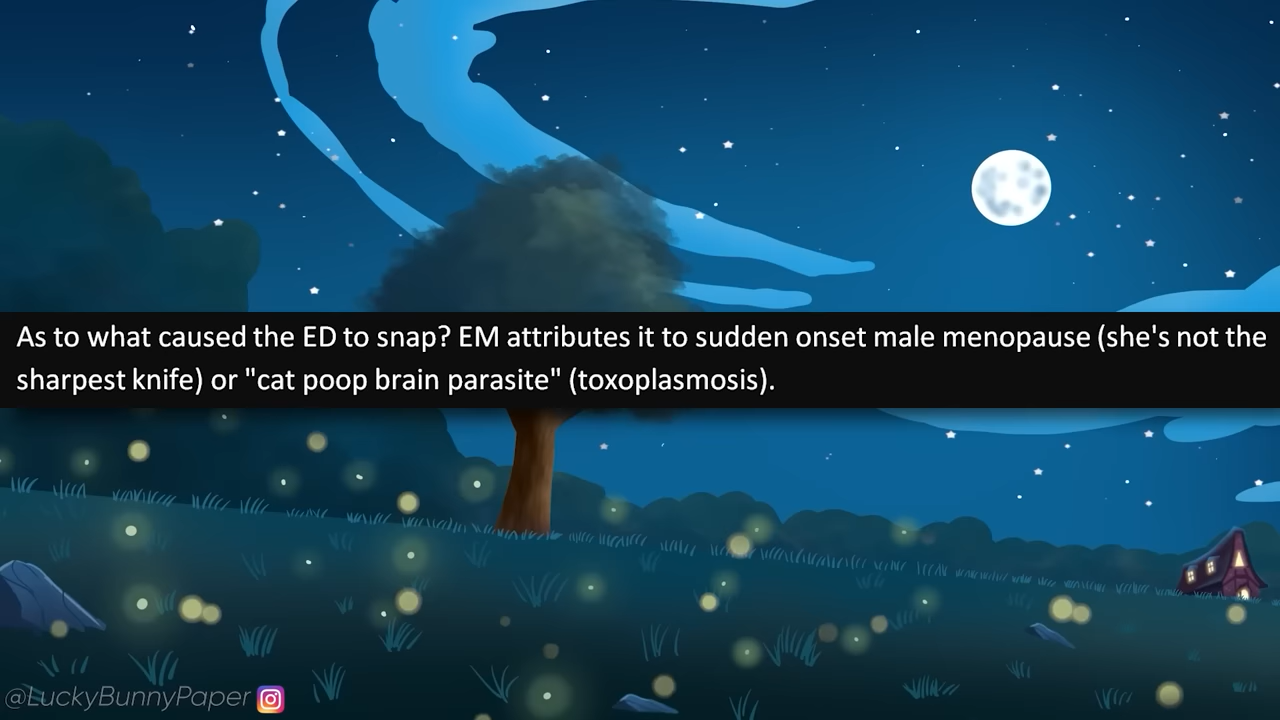 As to what caused the ED to snap? EM attributes it to sudden onset male menopause (she's not the
sharpest knife) or "cat poop brain parasite" (toxoplasmosis).
@LuckyBunnyPaper